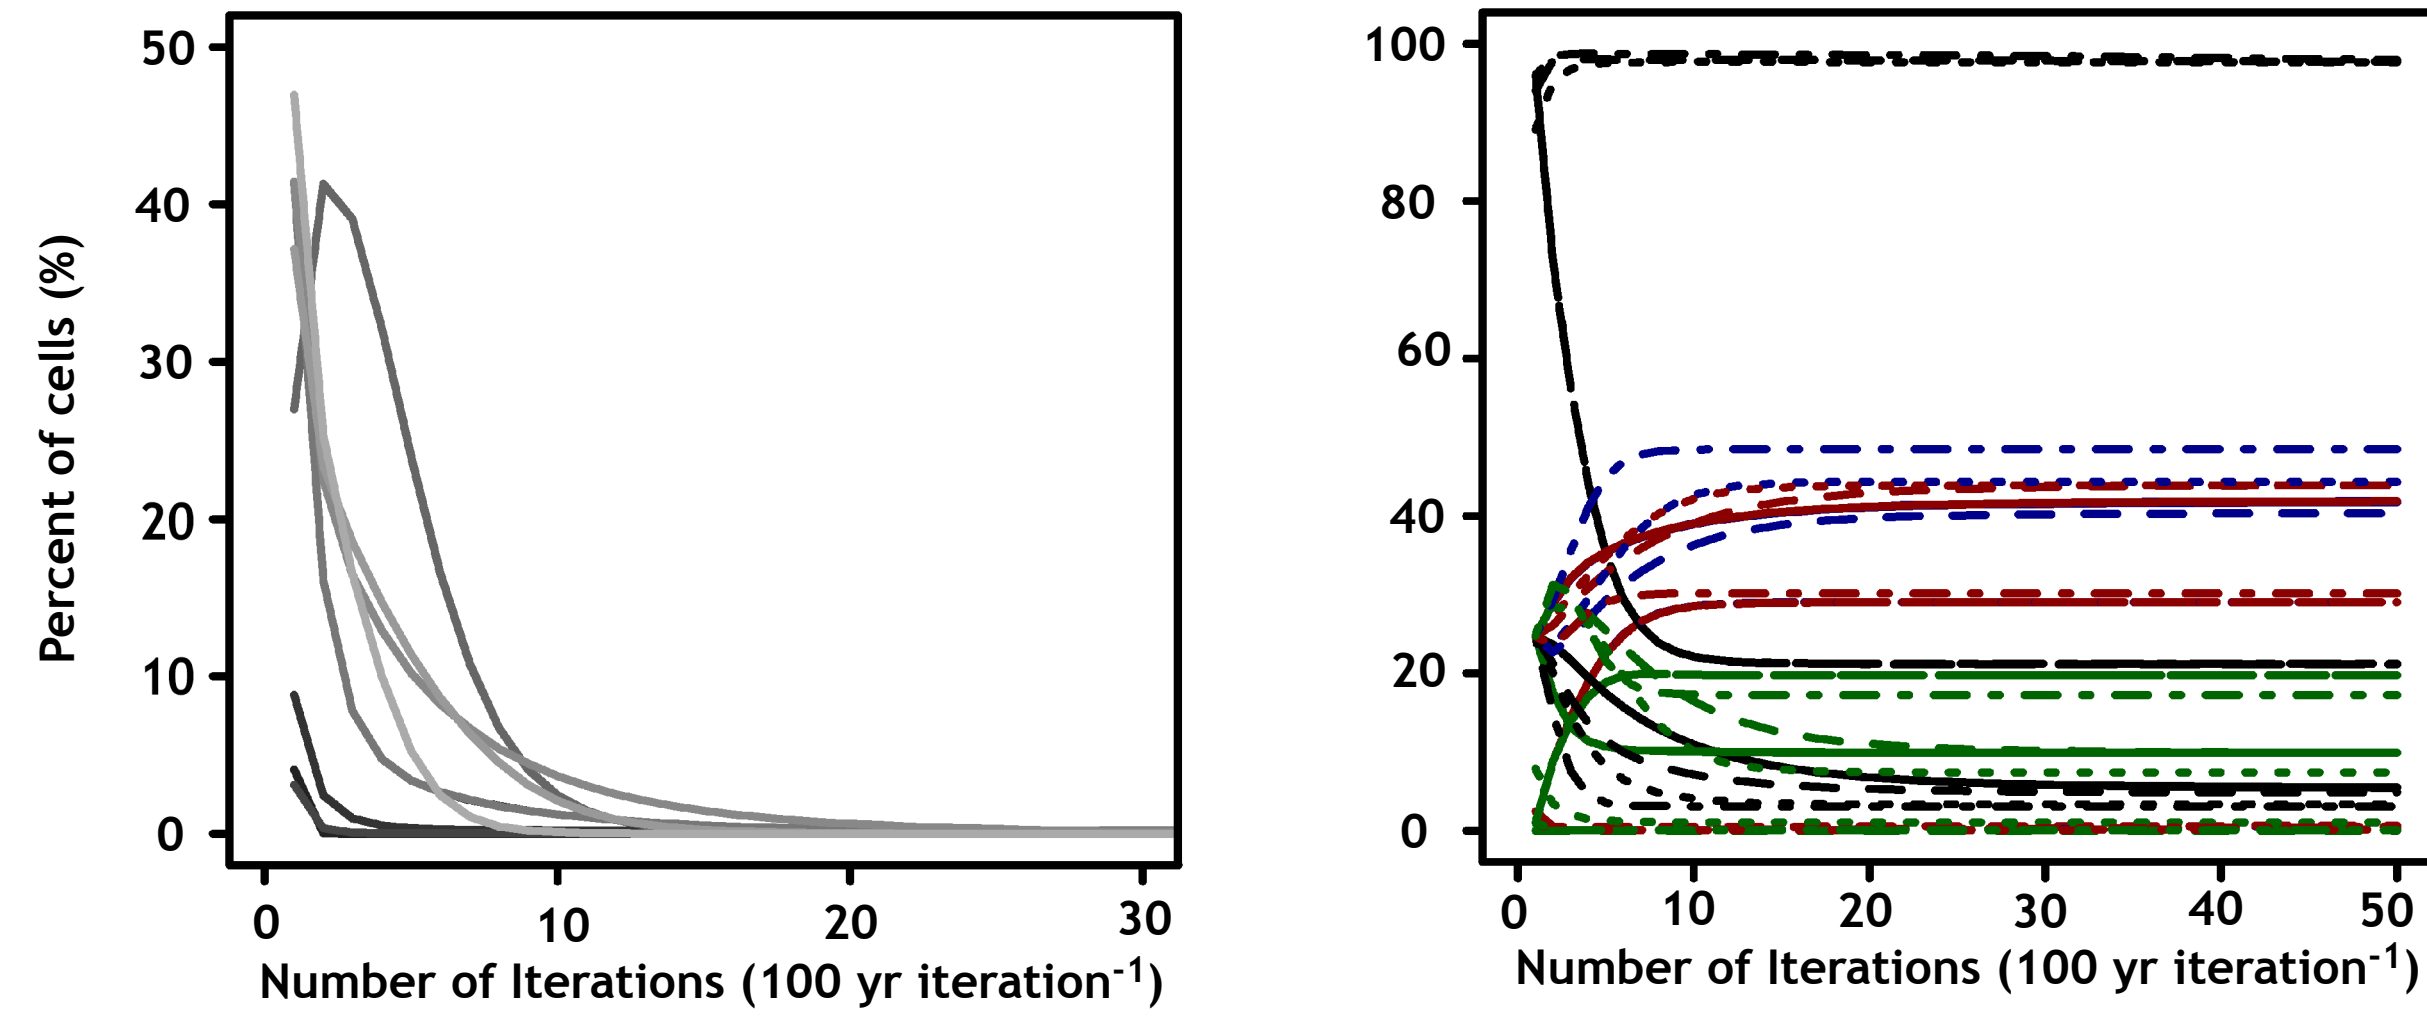 50
40
30
20
10
0
Percent of cells (%)
0 10 20 30
Number of Iterations (100 yr iteration-1)
100
80
60
40
20
0
0 10 20 30 40 50
Number of Iterations (100 yr iteration-1)